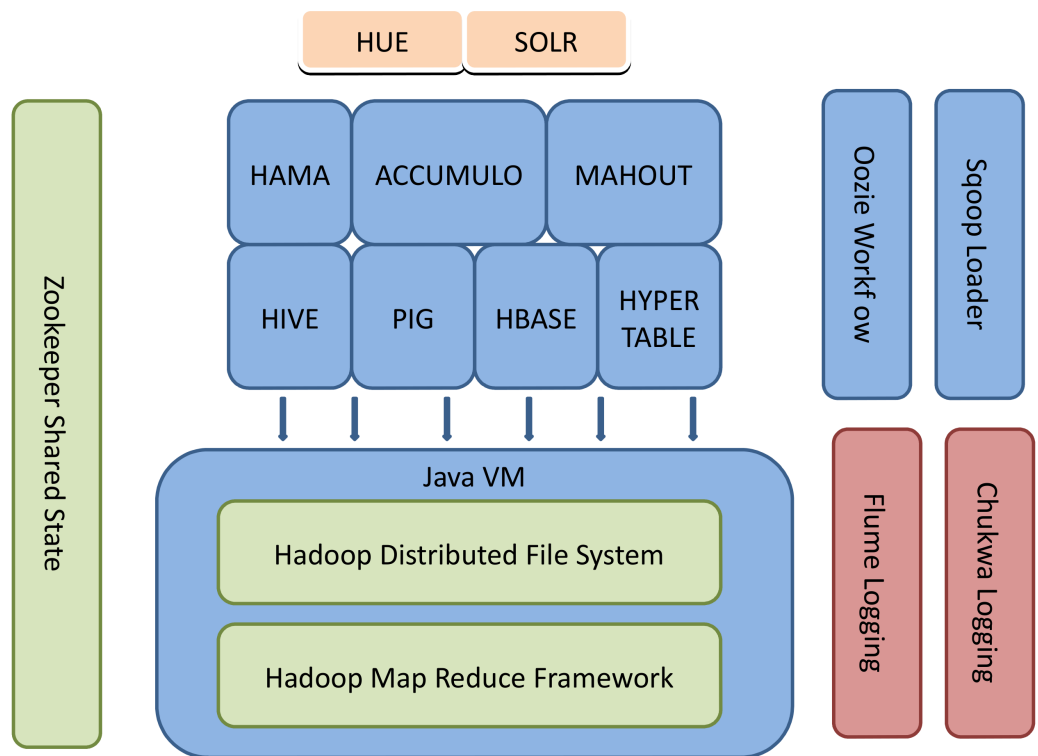 HUE
SOLR
HAMA
ACCUMULO
MAHOUT
HIVE
PIG
HBASE
HYPER
TABLE
Java VM
Hadoop Distributed File System
Hadoop Map Reduce Framework
Zookeeper Shared State
Oozie Workf ow
Sqoop Loader
Flume Logging
Chukwa Logging